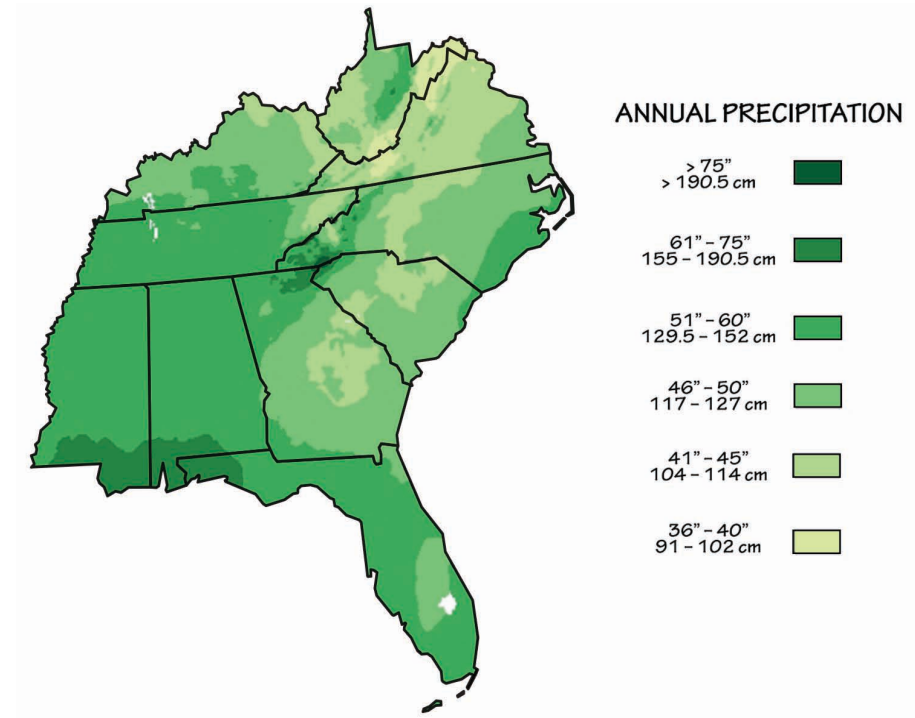 ANNUAL PRECIPITATION
> 75"
> 190.5 cm
61" – 75"
155 – 190.5 cm
51" – 60"
129.5 – 152 cm
46" – 50"
117 – 127 cm
41" – 45"
104 – 114 cm
36" – 40"
91 – 102 cm